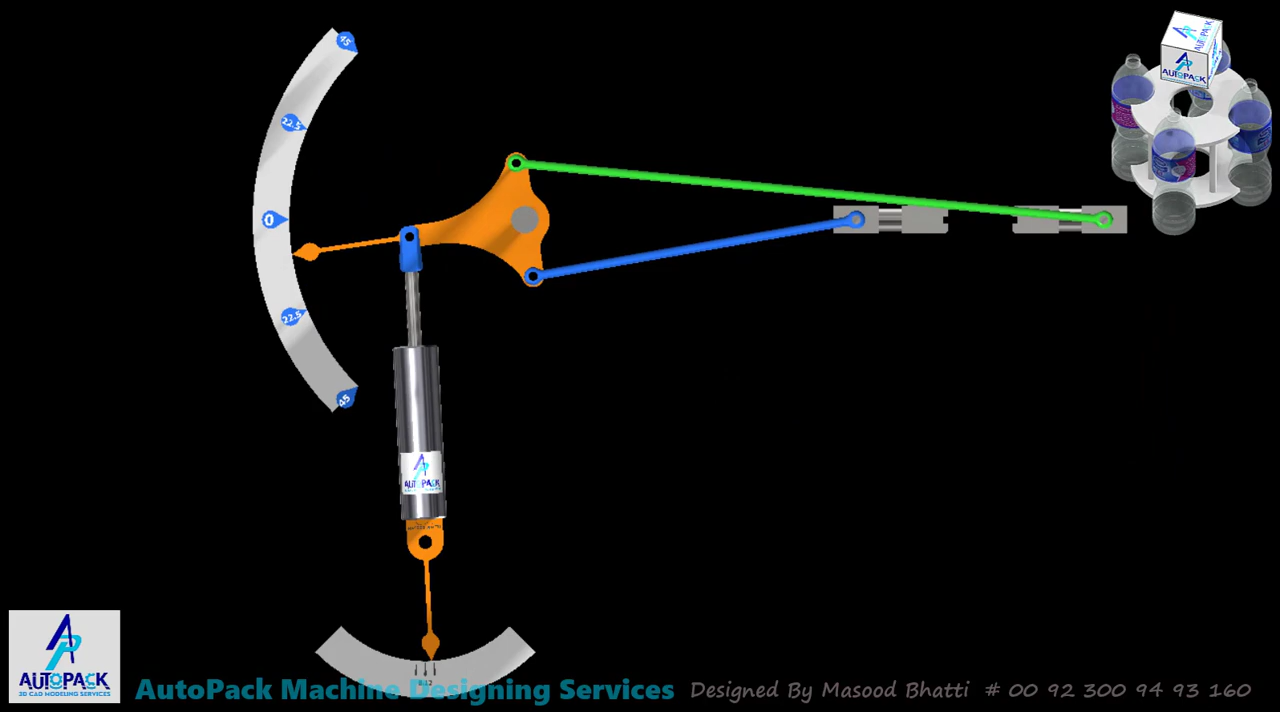 45
22.5
0
22.5
45
AUTOPACK
AUTOPACK
AUTOPACK
AUTOPACK
3D CAD MODELING SERVICES
AutoPack Machine Designing Services
Designed By Masood Bhatti # 00 92 300 94 93 160